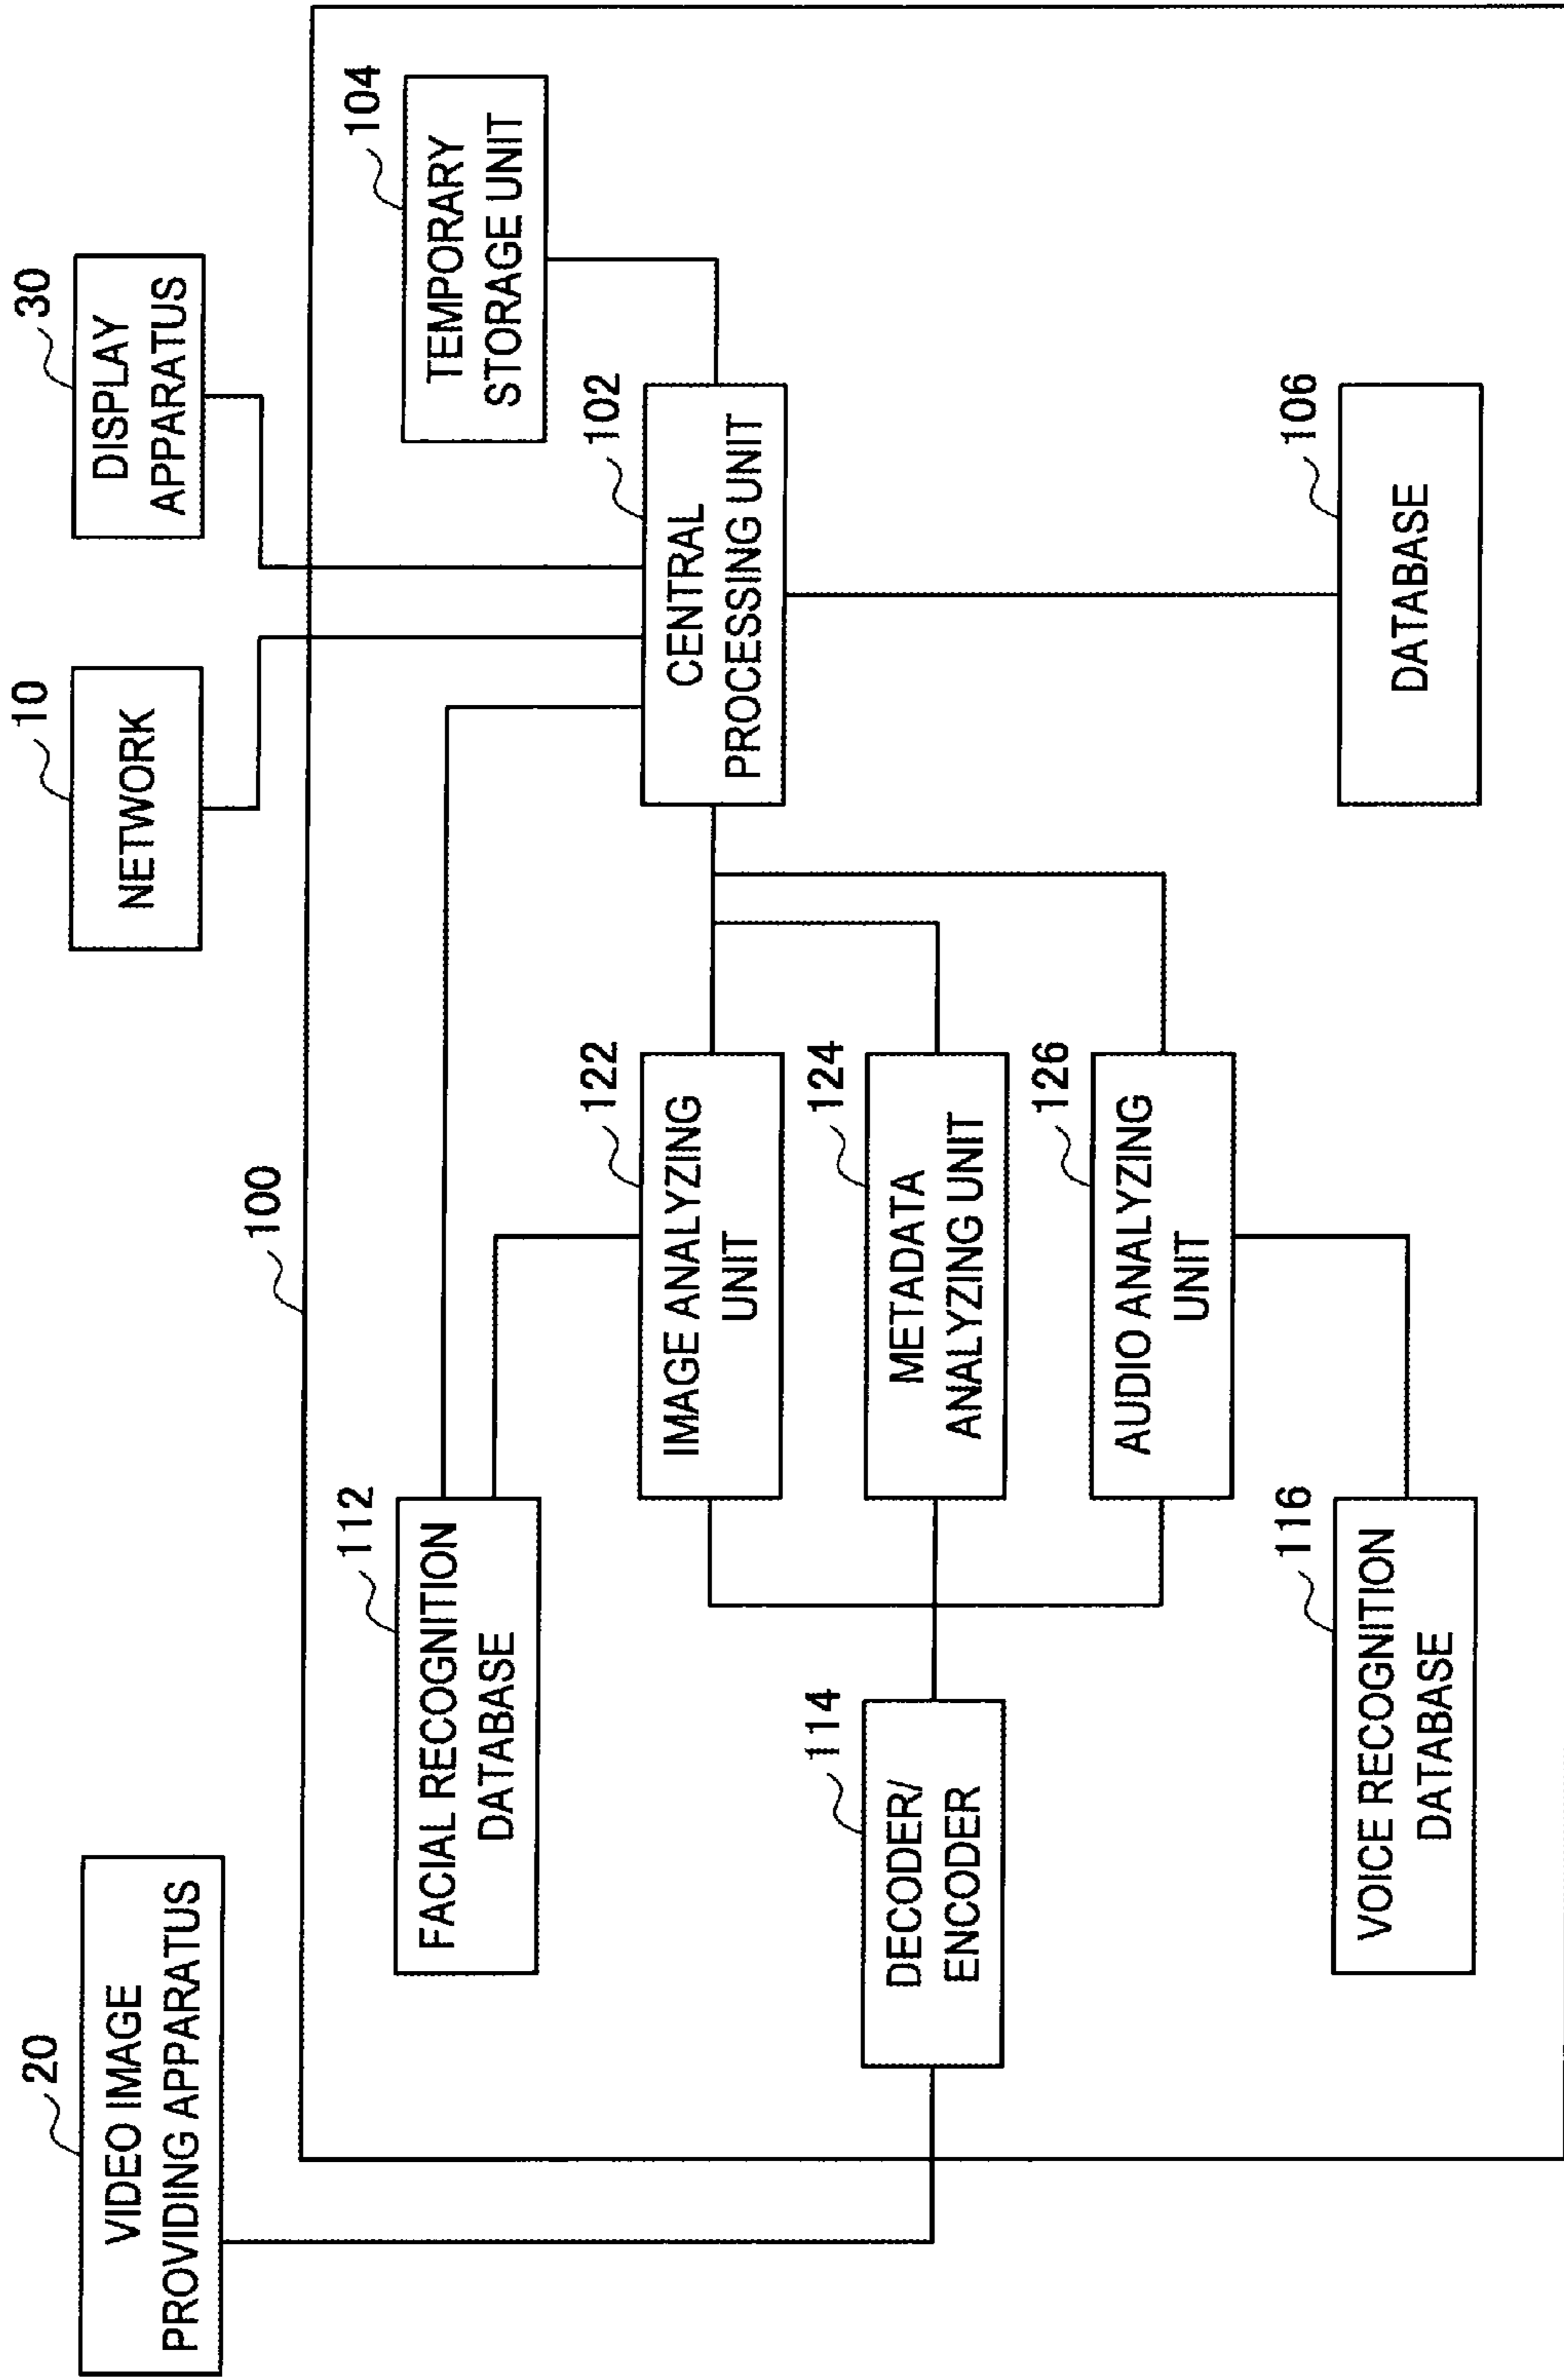 20
VIDEO IMAGE
PROVIDING APPARATUS
10
NETWORK
30
DISPLAY
APPARATUS
100
112
FACIAL RECOGNITION
DATABASE
104
TEMPORARY
STORAGE UNIT
122
IMAGE ANALYZING
UNIT
102
CENTRAL
PROCESSING UNIT
114
DECODER/
ENCODER
124
METADATA
ANALYZING UNIT
126
AUDIO ANALYZING
UNIT
116
VOICE RECOGNITION
DATABASE
106
DATABASE